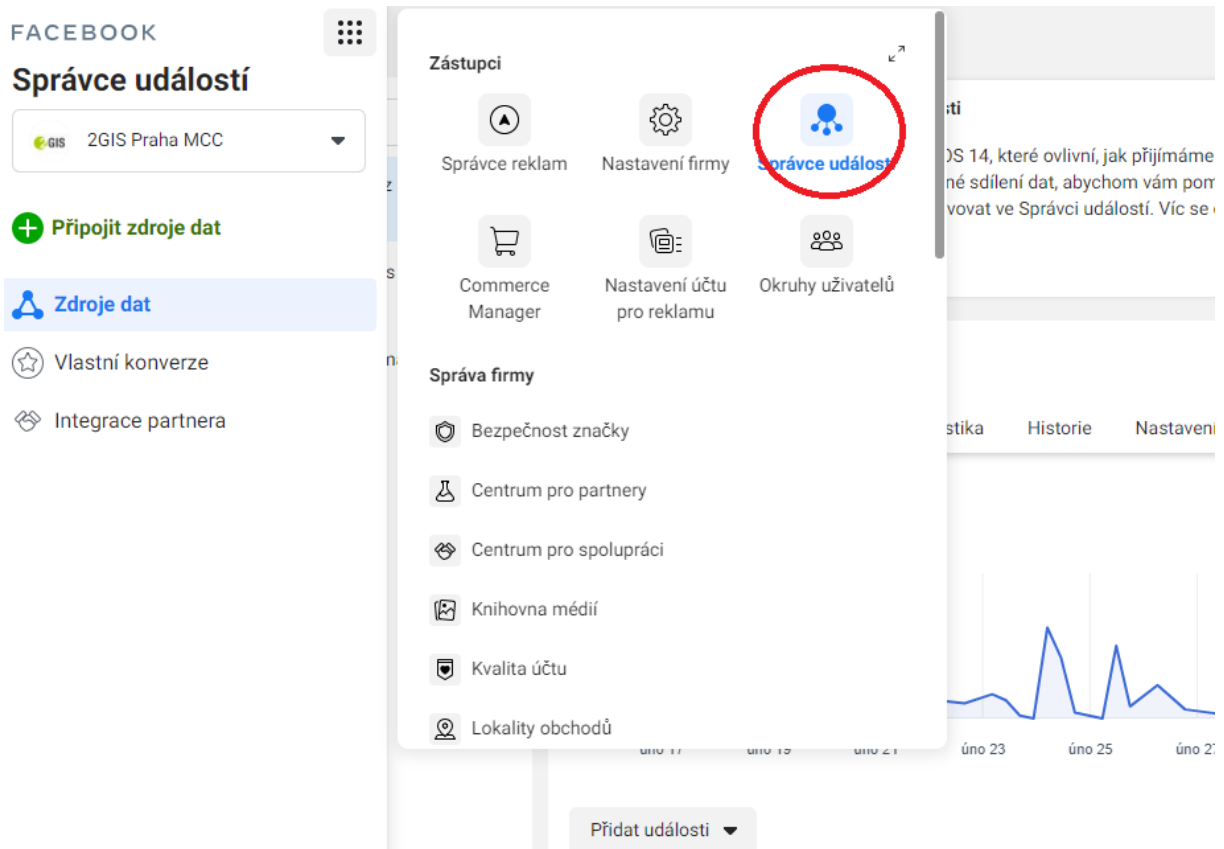 FACEBOOK
Správce událostí
2GIS
2GIS Praha MCC
Připojit zdroje dat
Zdroje dat
Vlastní konverze
Integrace partnera
Zástupci
Správce reklam
Nastavení firmy
Správce událost
Commerce
Manager
Nastavení účtu
pro reklamu
Okruhy uživatelů
Správa firmy
Bezpečnost značky
Centrum pro partnery
Centrum pro spolupráci
Knihovna médií
Kvalita účtu
Lokality obchodů
z
s
sti
OS 14, které ovlivní, jak přijímáme
né sdílení dat, abychom vám pom
vovat ve Správci událostí. Víc se
stika
Historie
Nastavení
úno 17
úno 19
úno 21
úno 23
úno 25
úno 27
Přidat události